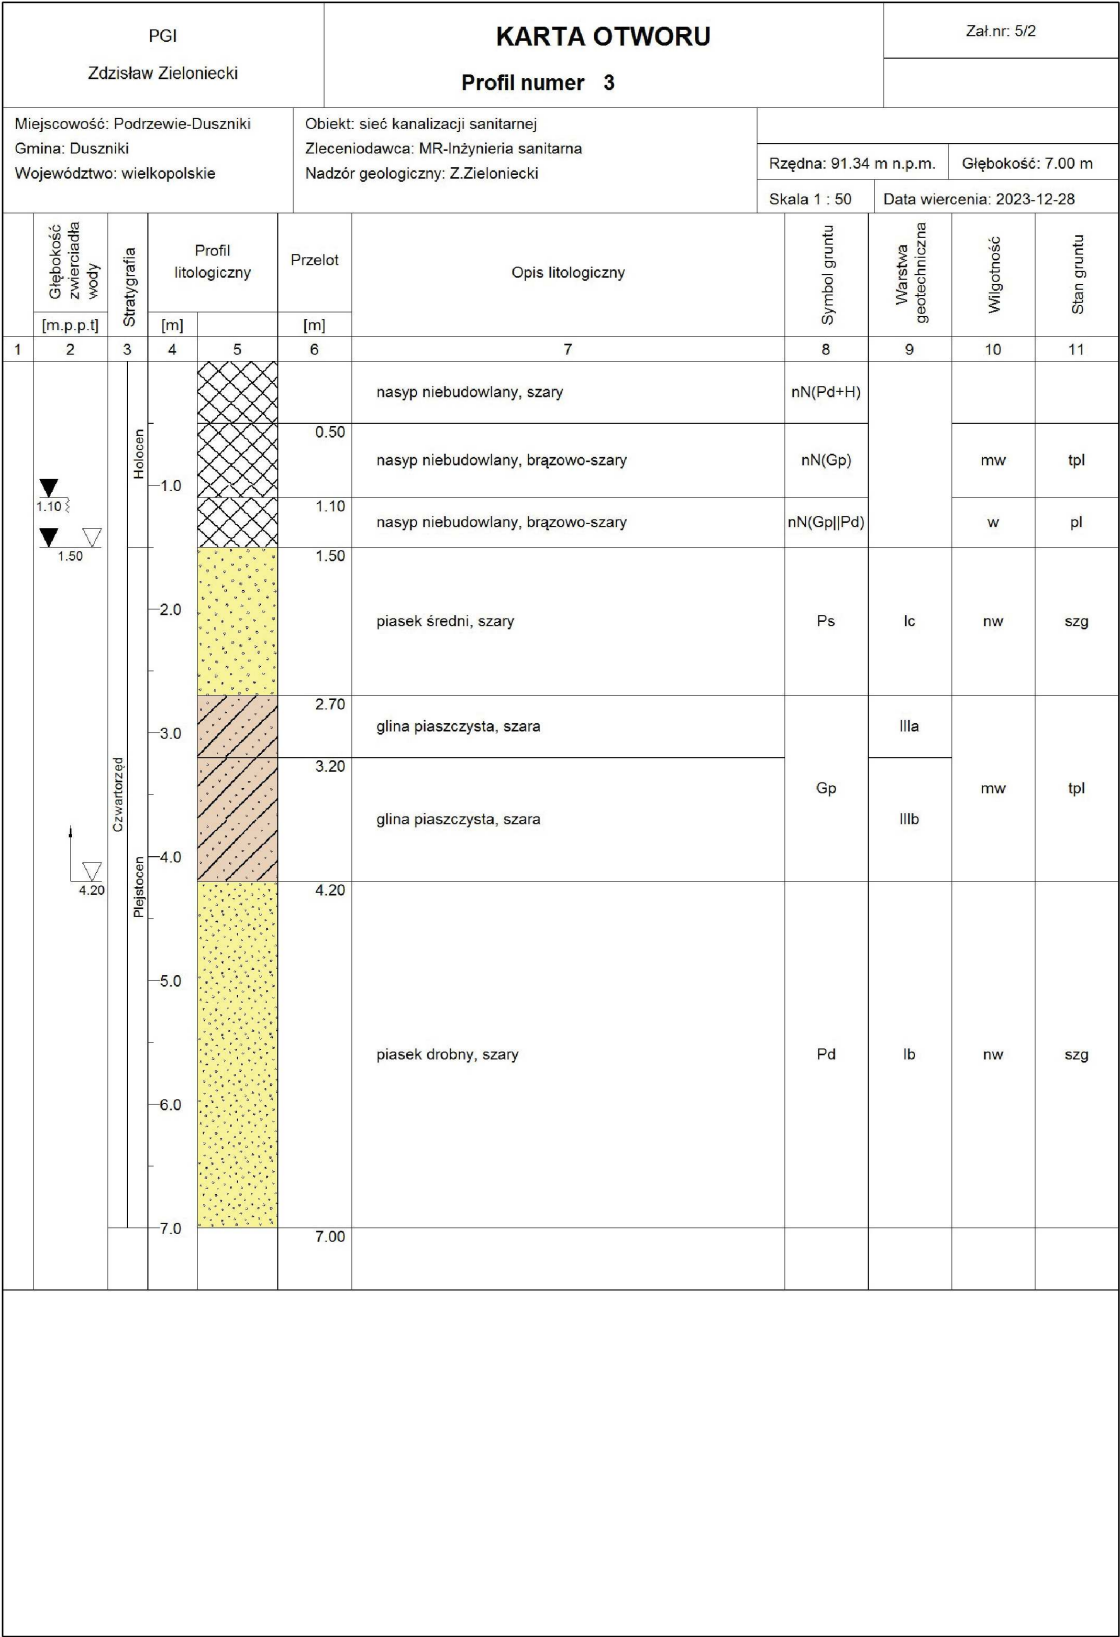 PGI
Zdzisław Zieloniecki
KARTA OTWORU
Profil numer 3
Zał.nr: 5/2
Miejscowość: Podrzewie-Duszniki
Gmina: Duszniki
Województwo: wielkopolskie
Obiekt: sieć kanalizacji sanitarnej
Zleceniodawca: MR-Inżynieria sanitarna
Nadzór geologiczny: Z.Zieloniecki
Rzędna: 91.34 m n.p.m. Głębokość: 7.00 m
Skala 1 : 50 Data wiercenia: 2023-12-28
Głębokość
zwierciadła
wody
[m.p.p.t]
Stratygrafia
Profil
litologiczny
[m]
Przelot
[m]
Opis litologiczny
Symbol gruntu
Warstwa
geotechniczna
Wilgotność
Stan gruntu
1 2 3 4 5 6 7 8 9 10 11
nasyp niebudowlany, szary nN(Pd+H)
0.50
Holocen
nasyp niebudowlany, brązowo-szary nN(Gp) mw tpl
1.0
1.10 1.10
nasyp niebudowlany, brązowo-szary nN(Gp||Pd) w pl
1.50 1.50
2.0 piasek średni, szary Ps Ic nw szg
2.70
3.0 glina piaszczysta, szara IIIa
3.20
Czwartorzęd
Gp mw tpl
glina piaszczysta, szara IIIb
4.0
4.20 4.20
Plejstocen
5.0
piasek drobny, szary Pd Ib nw szg
6.0
7.0
7.00